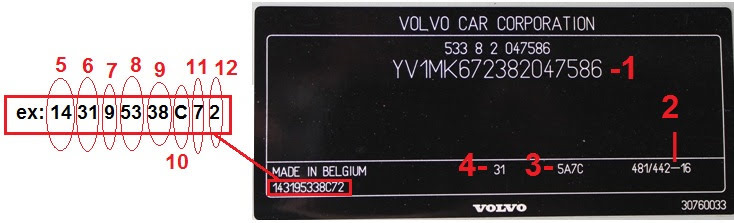 5 6 7 8 9 11 12
ex: 14 31 9 53 38 C 7 2
10
VOLVO CAR CORPORATION
533 8 2 047586
YV1MK672382047586 -1
2
MADE IN BELGIUM 4- 31 3- 5A7C 481/442-16
143195338C72
VOLVO 30760033